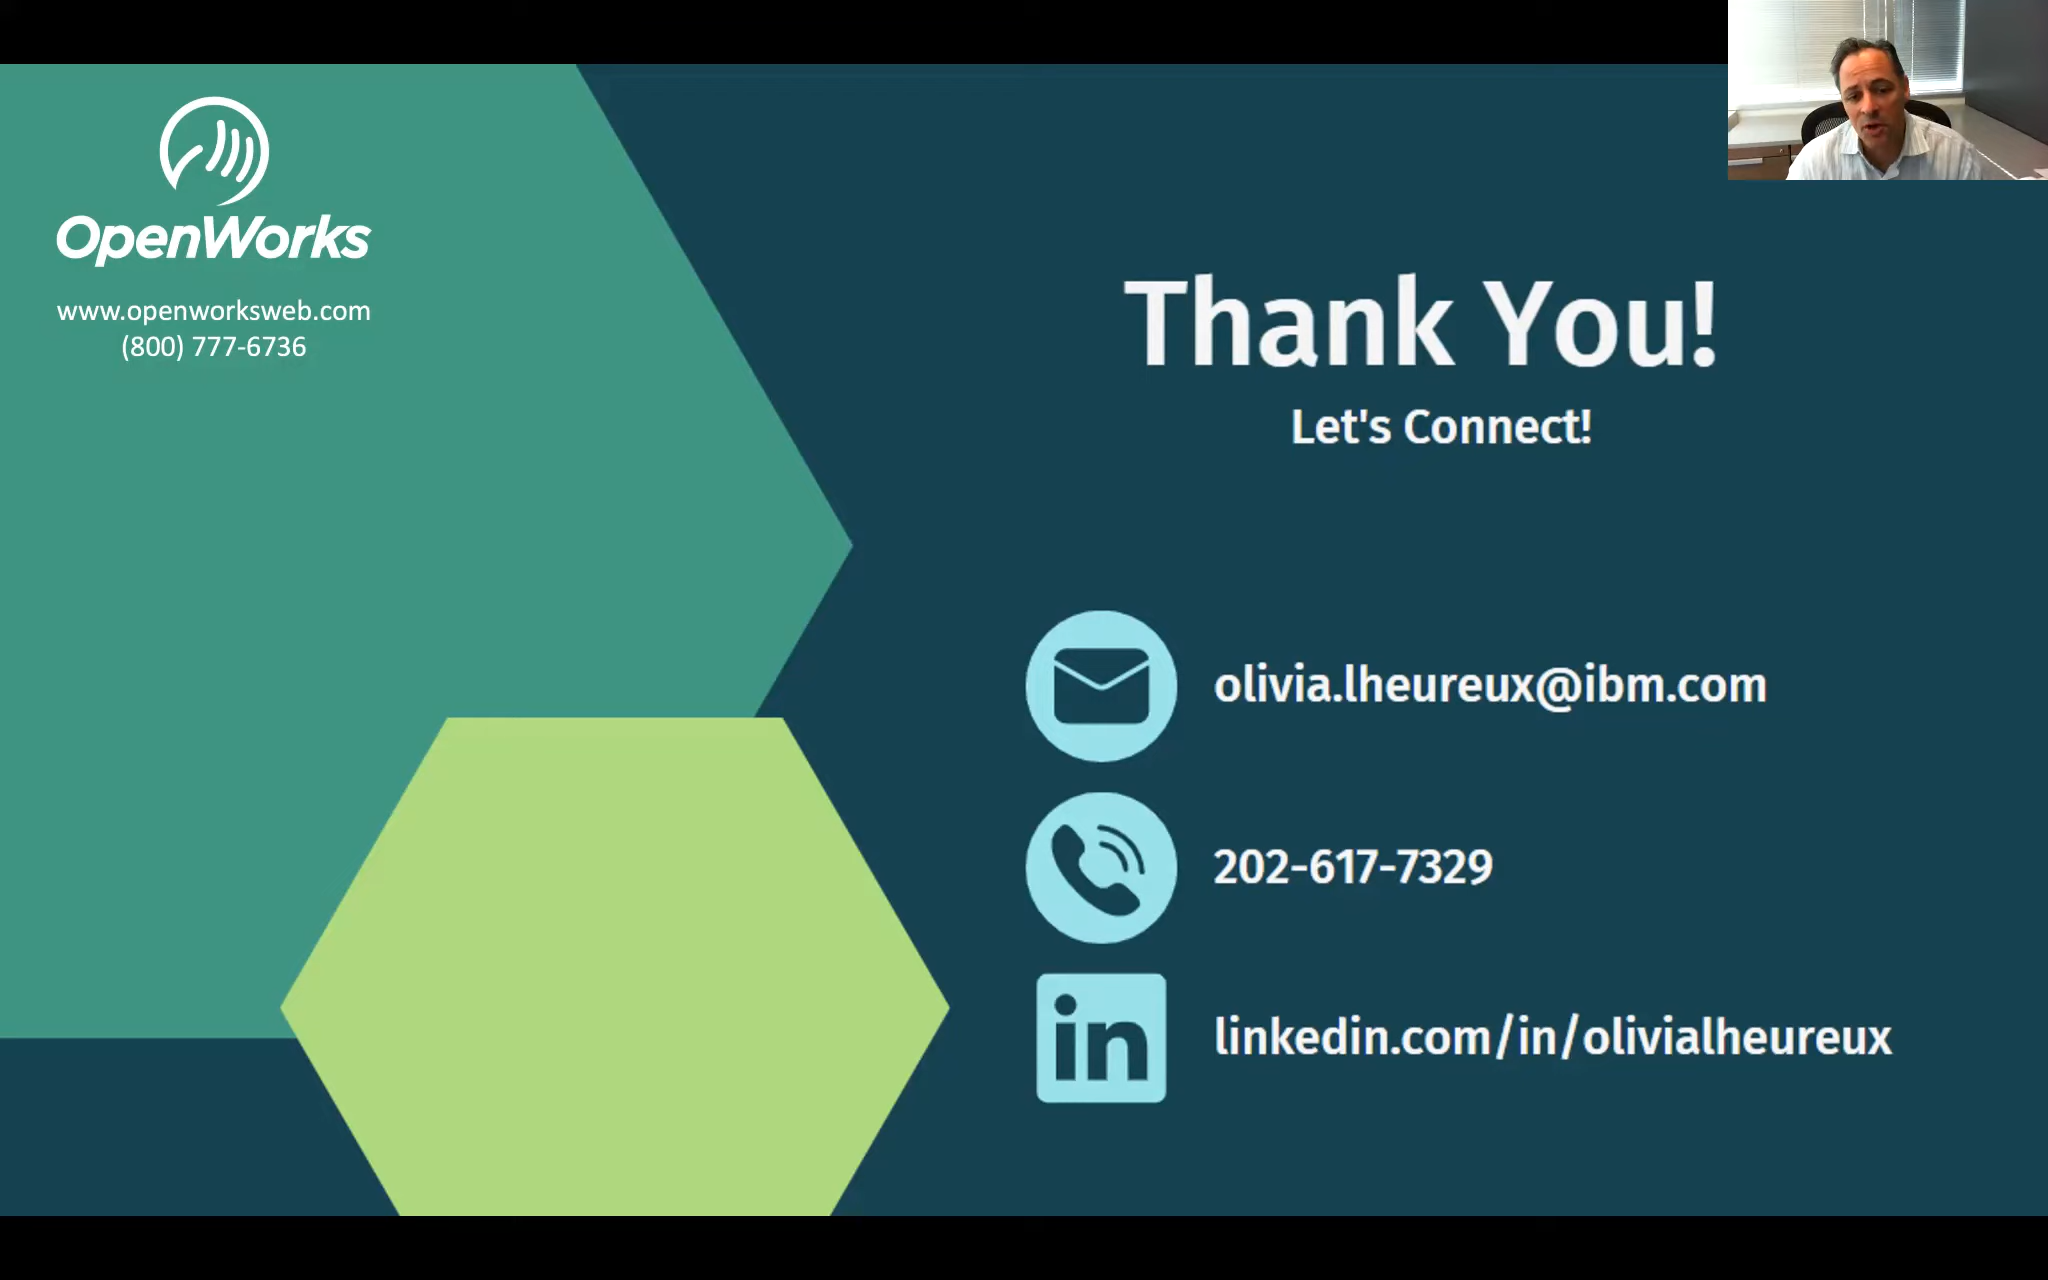 OpenWorks
www.openworksweb.com
(800) 777-6736
Thank You!
Let's Connect!
olivia.lheureux@ibm.com
202-617-7329
in
linkedin.com/in/olivialheureux